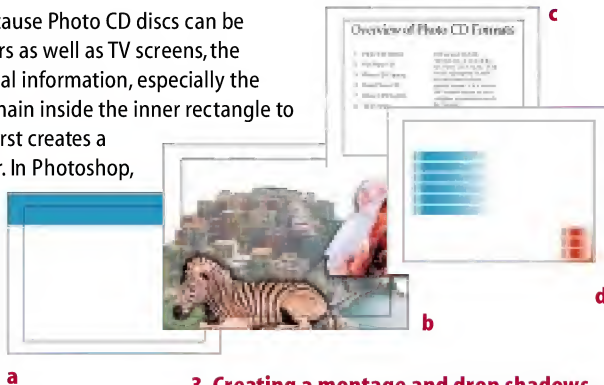 cause Photo CD discs can be
rs as well as TV screens, the
al information, especially the
main inside the inner rectangle to
rst creates a
r. In Photoshop,
c
Overview of Photo CD Formats
d
b
a
3. Creating a montage and drop shadows